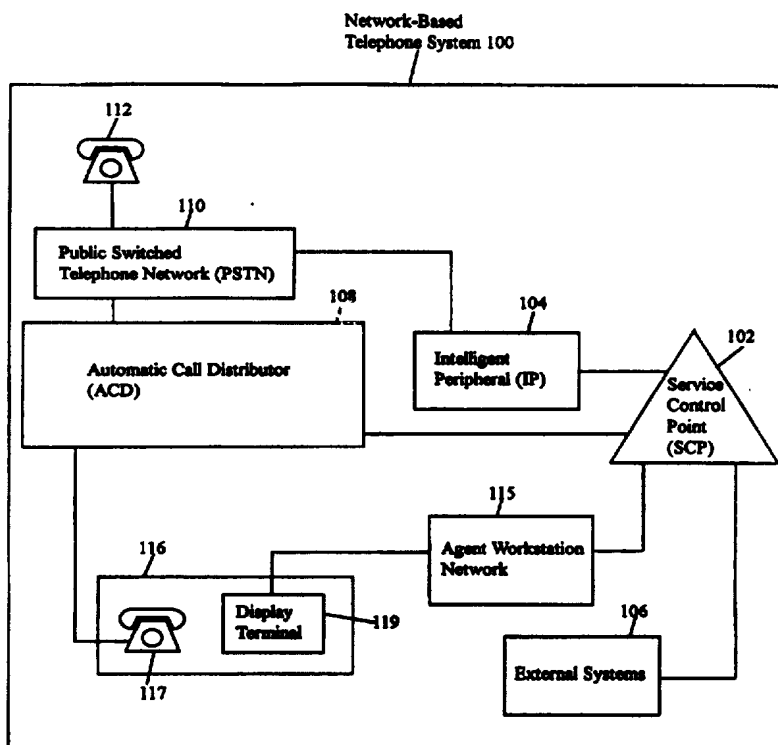 Network-Based
Telephone System 100
112
110
Public Switched
Telephone Network (PSTN)
108
Automatic Call Distributor
(ACD)
104
Intelligent
Peripheral (IP)
102
Service
Control
Point
(SCP)
115
Agent Workstation
Network
116
Display
Terminal
119
117
106
External Systems